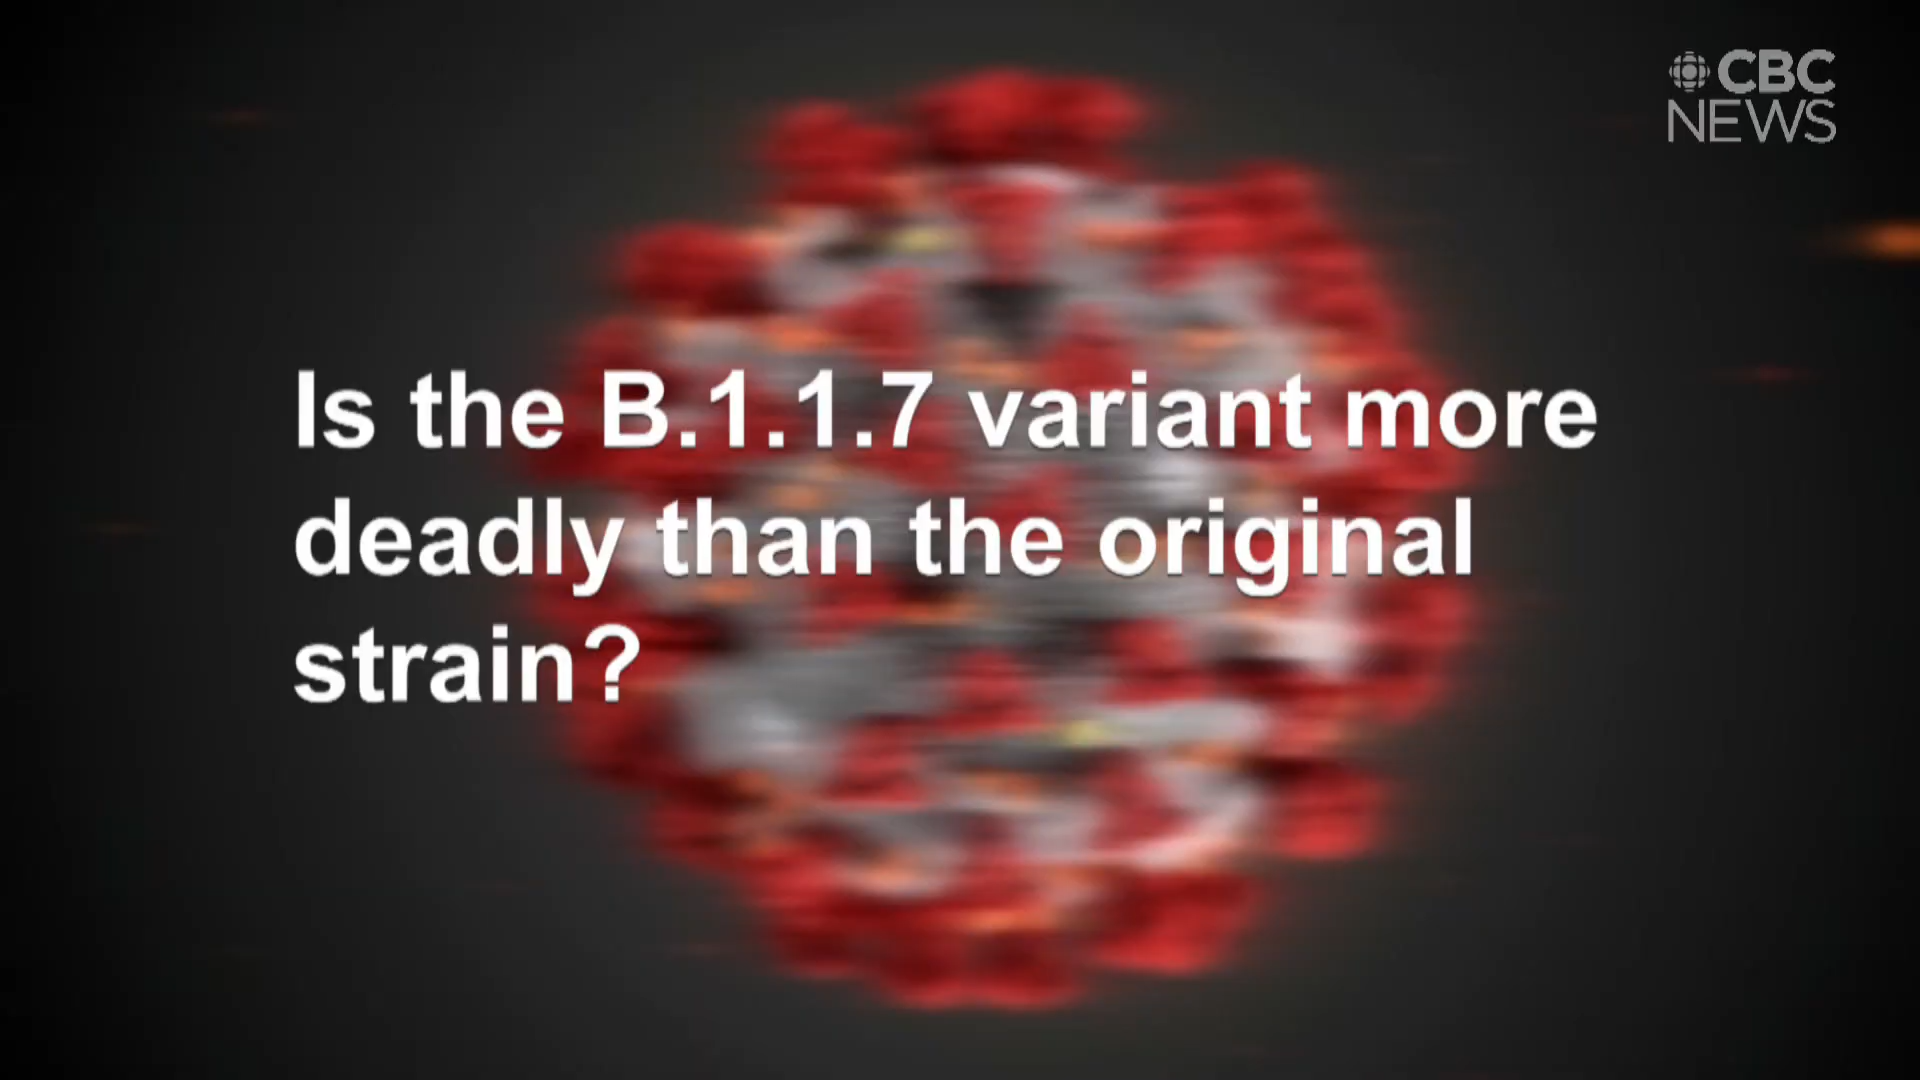 CBC
NEWS
Is the B.1.1.7 variant more
deadly than the original
strain?